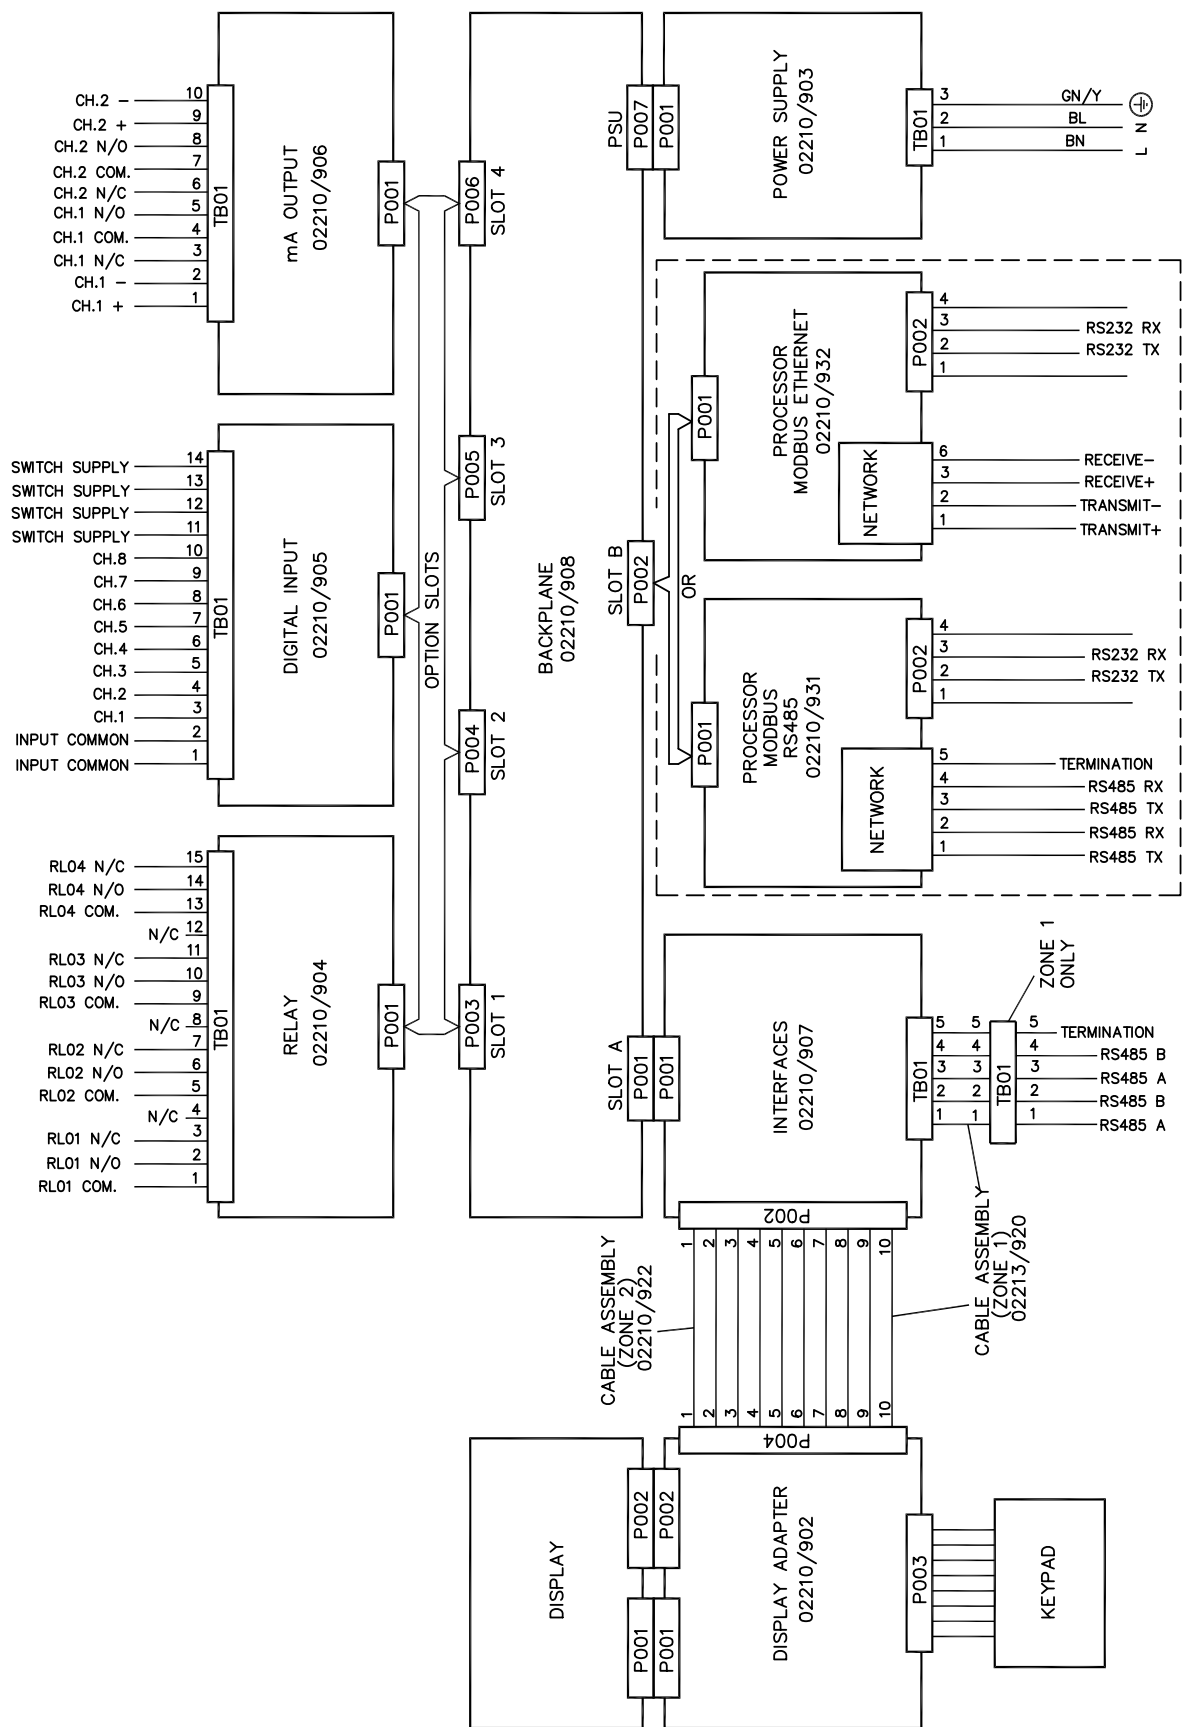 CH.2 -
CH.2 +
CH.2 N/O
CH.2 COM.
CH.2 N/C
CH.1 N/O
CH.1 COM.
CH.1 N/C
CH.1 -
CH.1 +
10
9
8
7
6
5
4
3
2
1
TB01
mA OUTPUT
02210/906
P001
SWITCH SUPPLY
SWITCH SUPPLY
SWITCH SUPPLY
SWITCH SUPPLY
CH.8
CH.7
CH.6
CH.5
CH.4
CH.3
CH.2
CH.1
INPUT COMMON
INPUT COMMON
14
13
12
11
10
9
8
7
6
5
4
3
2
1
TB01
DIGITAL INPUT
02210/905
P001
RL04 N/C
RL04 N/O
RL04 COM.
N/C
RL03 N/C
RL03 N/O
RL03 COM.
N/C
RL02 N/C
RL02 N/O
RL02 COM.
N/C
RL01 N/C
RL01 N/O
RL01 COM.
15
14
13
12
11
10
9
8
7
6
5
4
3
2
1
TB01
RELAY
02210/904
P001
OPTION SLOTS
P006
SLOT 4
P005
SLOT 3
P004
SLOT 2
P003
SLOT 1
BACKPLANE
02210/908
PSU
P007
SLOT B
P002
SLOT A
P001
P001
POWER SUPPLY
02210/903
TB01
3
2
1
GN/Y
BL
BN
N
L
OR
P001
PROCESSOR
MODBUS ETHERNET
02210/932
P002
4
3
2
1
RS232 RX
RS232 TX
NETWORK
6
3
2
1
RECEIVE-
RECEIVE+
TRANSMIT-
TRANSMIT+
P001
PROCESSOR
MODBUS
RS485
02210/931
P002
4
3
2
1
RS232 RX
RS232 TX
NETWORK
5
4
3
2
1
TERMINATION
RS485 RX
RS485 TX
RS485 RX
RS485 TX
P001
INTERFACES
02210/907
TB01
5
4
3
2
1
5
4
3
2
1
TB01
5
4
3
2
1
ZONE 1
ONLY
TERMINATION
RS485 B
RS485 A
RS485 B
RS485 A
P002
1
2
3
4
5
6
7
8
9
10
CABLE ASSEMBLY
(ZONE 2)
02210/922
CABLE ASSEMBLY
(ZONE 1)
02213/920
1
2
3
4
5
6
7
8
9
10
P004
DISPLAY
P002
P001
P002
P001
DISPLAY ADAPTER
02210/902
P003
KEYPAD